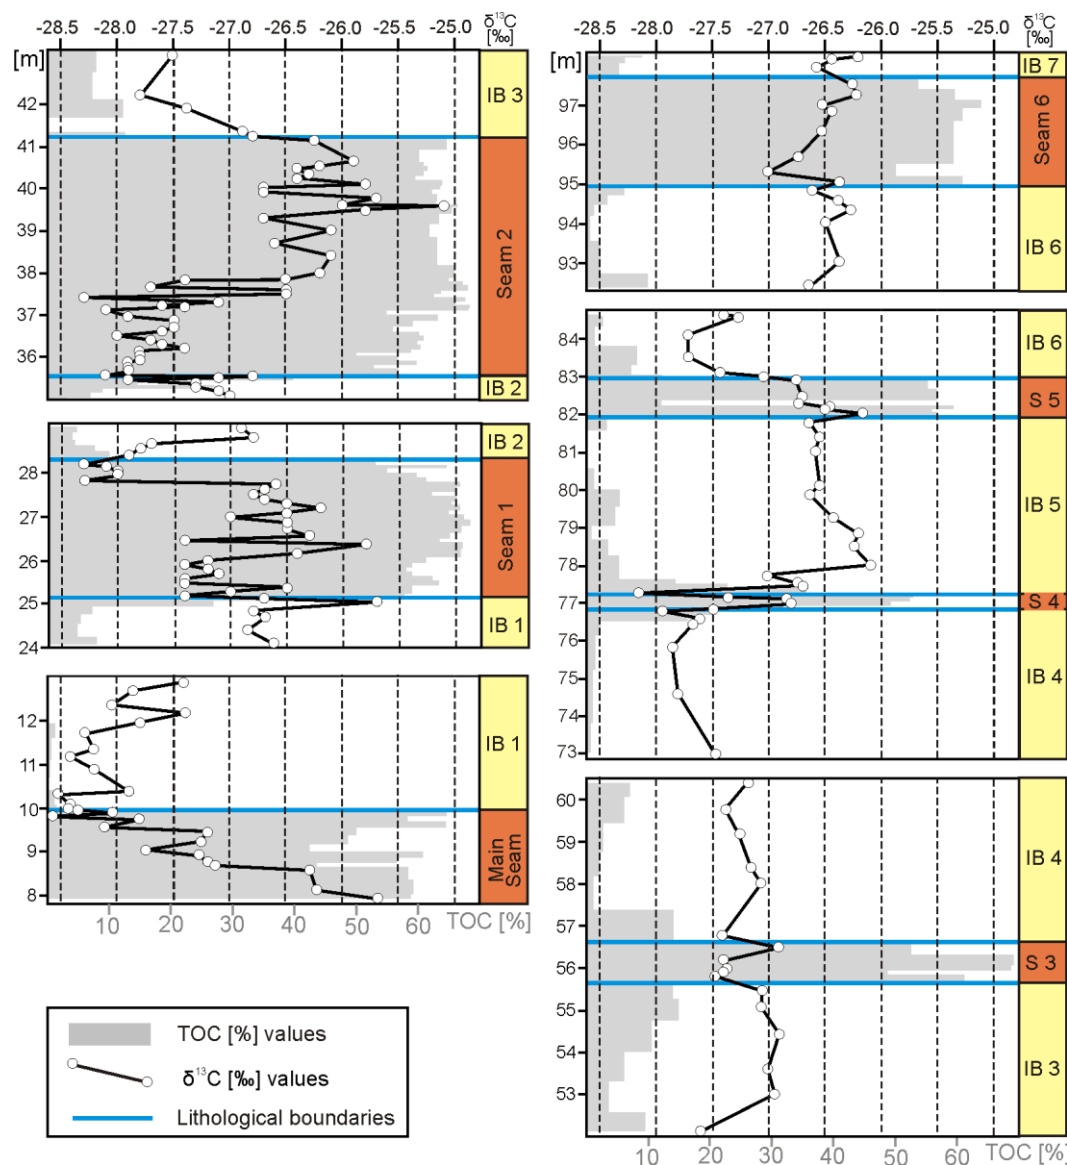 -28.5 -28.0 -27.5 -27.0 -26.5 -26.0 -25.5 -25.0 δ¹³C [‰]
[m]
42
41
40
39
38
37
36
IB 3
Seam 2
IB 2
28
27
26
25
24
IB 2
Seam 1
IB 1
12
11
10
9
8
IB 1
Main Seam
10 20 30 40 50 60 TOC [%]
TOC [%] values
δ¹³C [‰] values
Lithological boundaries
-28.5 -28.0 -27.5 -27.0 -26.5 -26.0 -25.5 -25.0 δ¹³C [‰]
[m]
97
96
95
94
93
IB 7
Seam 6
IB 6
84
83
82
81
80
79
78
77
76
75
74
73
IB 6
S 5
IB 5
S 4
IB 4
60
59
58
57
56
55
54
53
IB 4
S 3
IB 3
10 20 30 40 50 60 TOC [%]